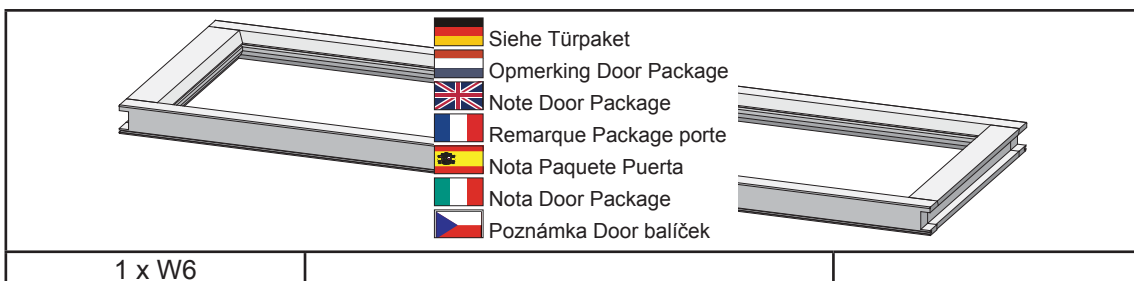 Siehe Türpaket
Opmerking Door Package
Note Door Package
Remarque Package porte
Nota Paquete Puerta
Nota Door Package
Poznámka Door balíček
1 x W6